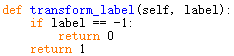 def transform_label(self, label):
    if label == -1:
        return 0
    return 1